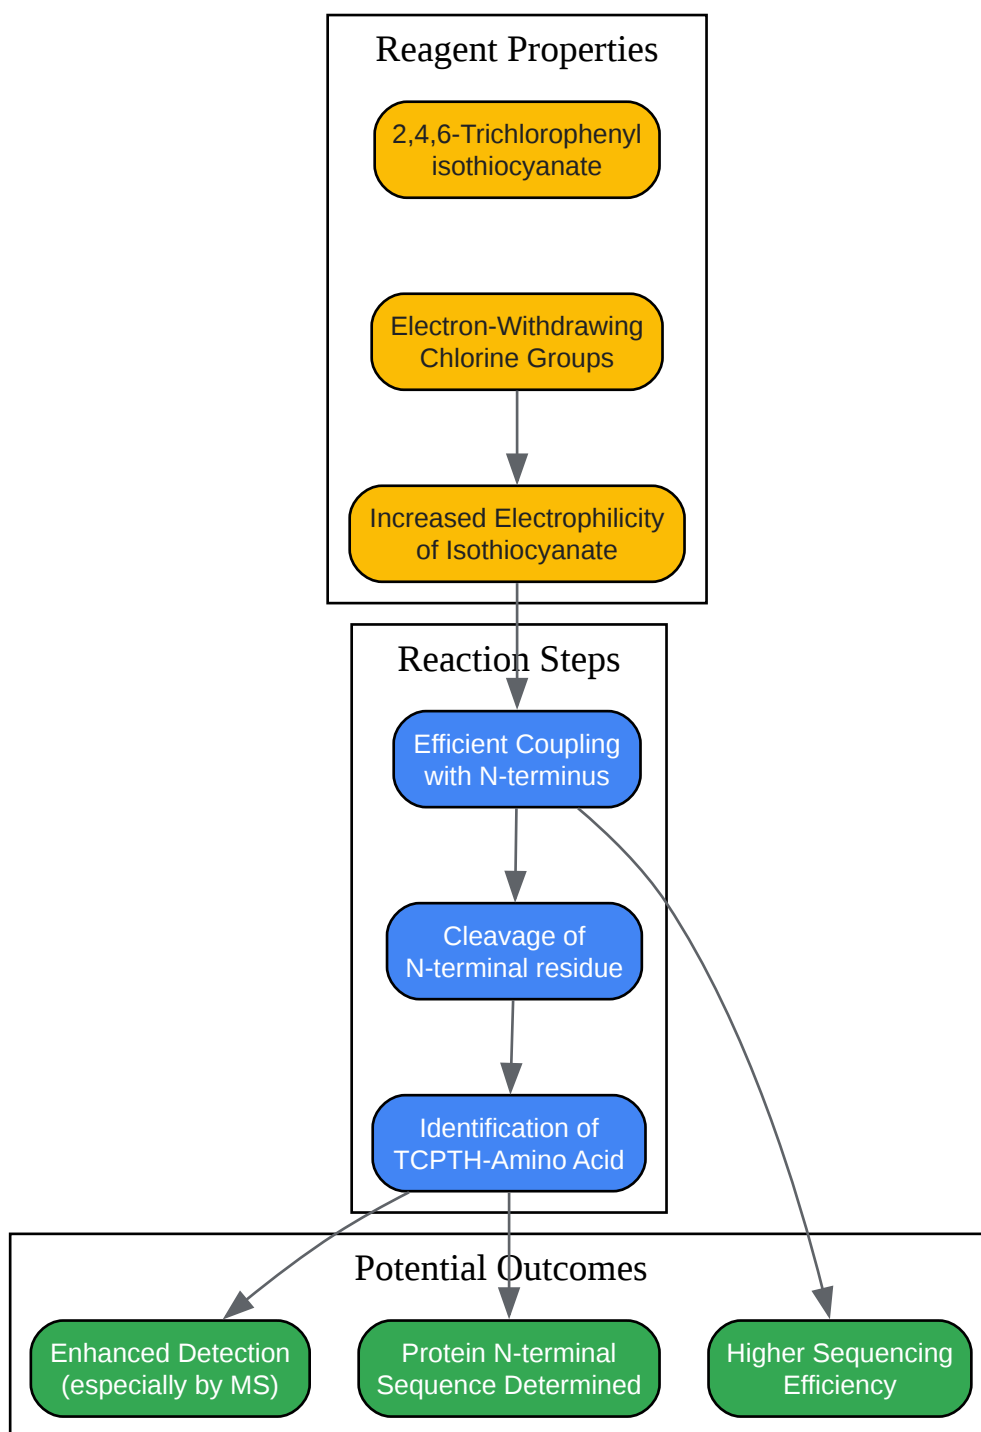 Reagent Properties
2,4,6-Trichlorophenyl
isothiocyanate
Electron-Withdrawing
Chlorine Groups
Increased Electrophilicity
of Isothiocyanate
Reaction Steps
Efficient Coupling
with N-terminus
Cleavage of
N-terminal residue
Identification of
TCPTH-Amino Acid
Potential Outcomes
Enhanced Detection
(especially by MS)
Protein N-terminal
Sequence Determined
Higher Sequencing
Efficiency